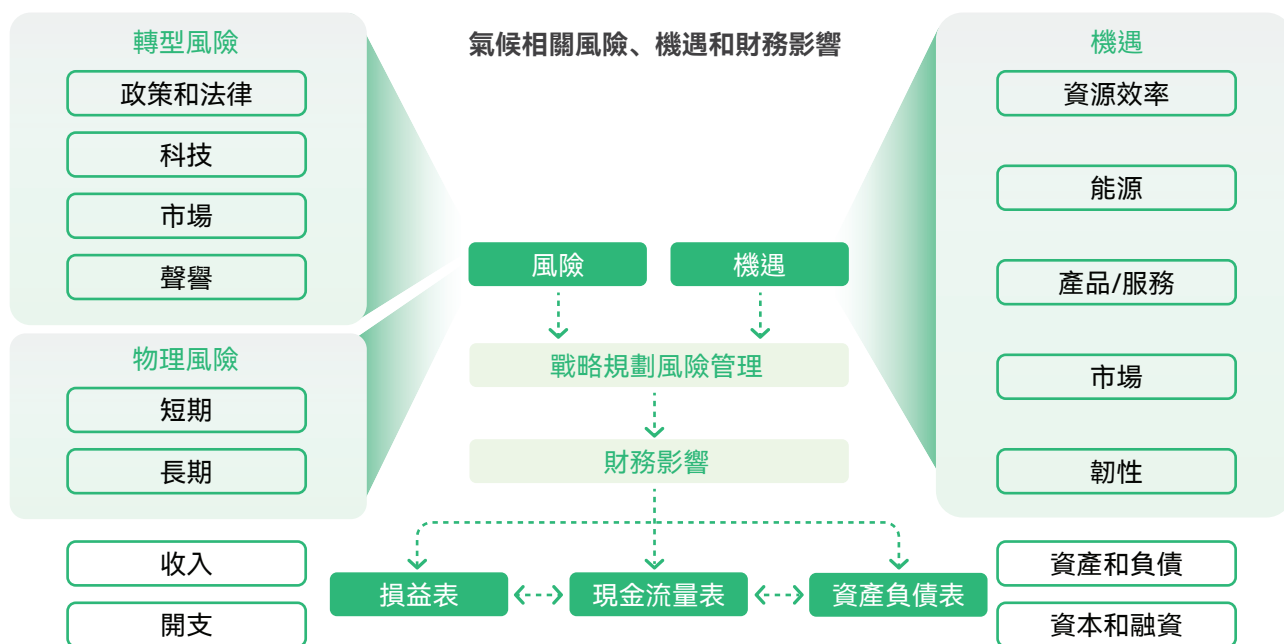 氣候相關風險、機遇和財務影響
轉型風險
政策和法律
科技
市場
聲譽
物理風險
短期
長期
收入
開支
風險
機遇
戰略規劃風險管理
財務影響
損益表
現金流量表
資產負債表
機遇
資源效率
能源
產品/服務
市場
韌性
資產和負債
資本和融資